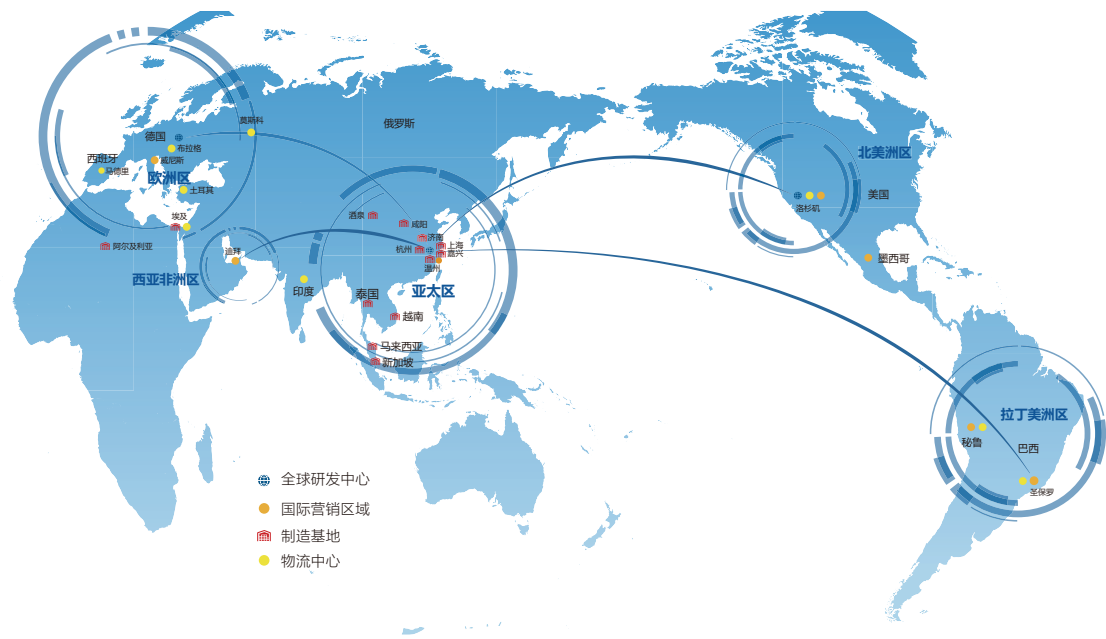 莫斯科
俄罗斯
德国
布拉格
西班牙
威尼斯
马德里
欧洲区
土耳其
埃及
阿尔及利亚
迪拜
西亚非洲区
印度
酒泉
咸阳
济南
杭州
上海
嘉兴
温州
泰国
亚太区
越南
马来西亚
新加坡
北美洲区
美国
洛杉矶
墨西哥
拉丁美洲区
秘鲁
巴西
圣保罗
全球研发中心
国际营销区域
制造基地
物流中心